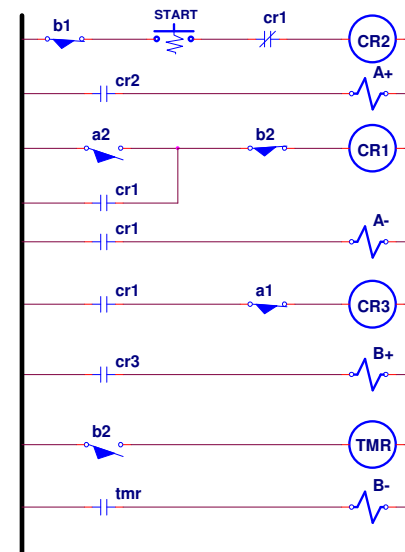 b1 START cr1 CR2
cr2 A+
a2 b2 CR1
cr1
cr1 A-
cr1 a1 CR3
cr3 B+
b2 TMR
tmr B-